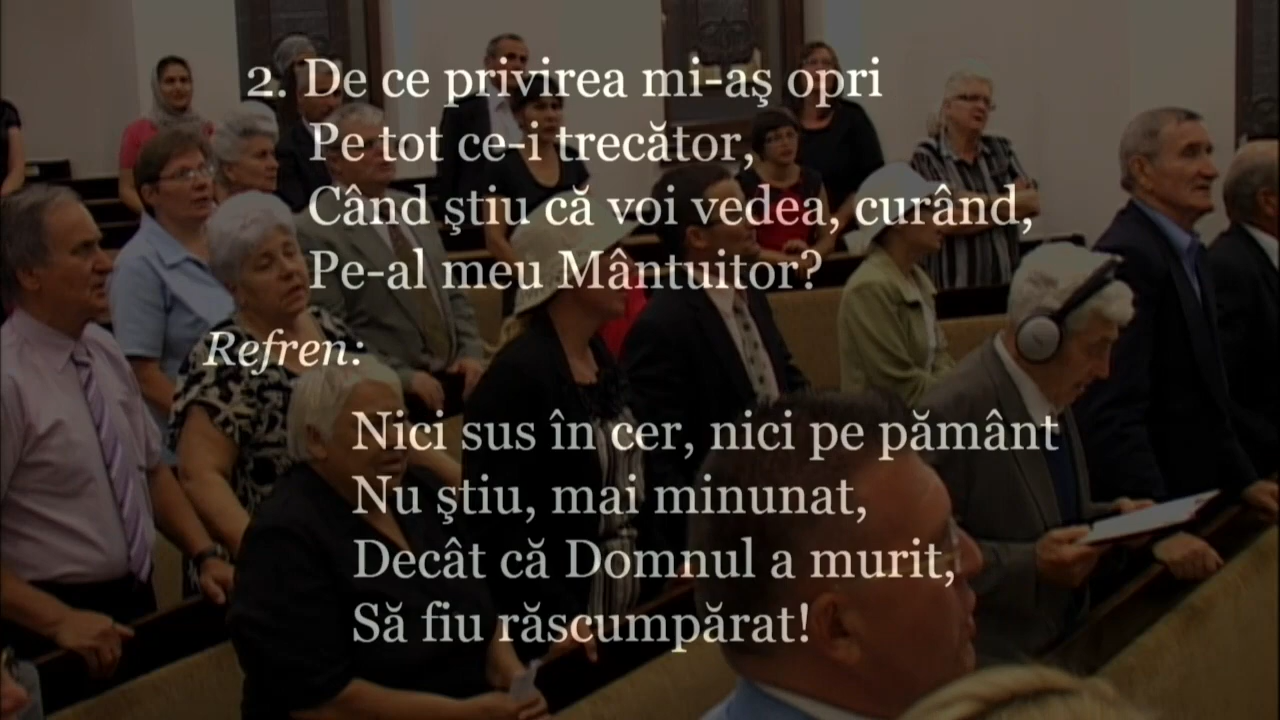 2. De ce privirea mi-aş opri
Pe tot ce-i trecător,
Când ştiu că voi vedea, curând,
Pe-al meu Mântuitor?
Refren:
Nici sus în cer, nici pe pământ
Nu ştiu, mai minunat,
Decât că Domnul a murit,
Să fiu răscumpărat!